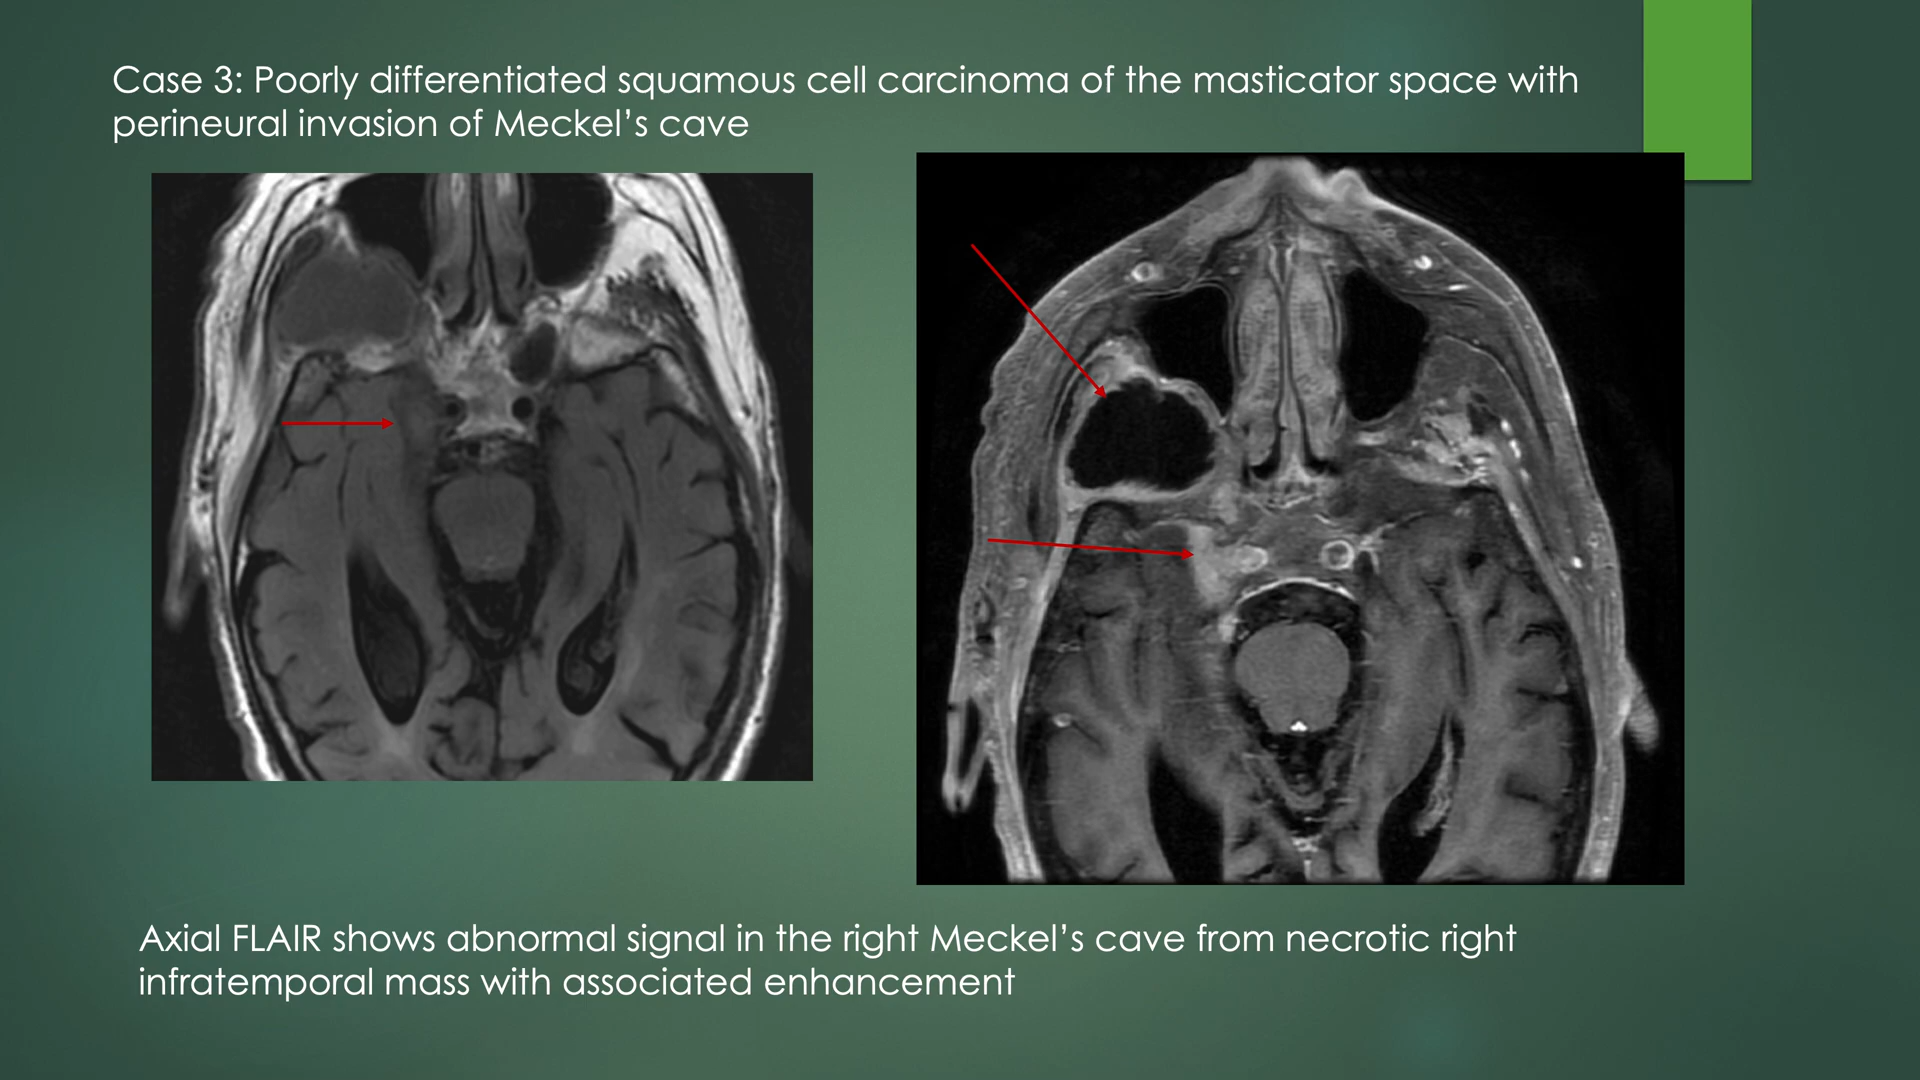 Case 3: Poorly differentiated squamous cell carcinoma of the masticator space with
perineural invasion of Meckel’s cave
Axial FLAIR shows abnormal signal in the right Meckel’s cave from necrotic right
infratemporal mass with associated enhancement